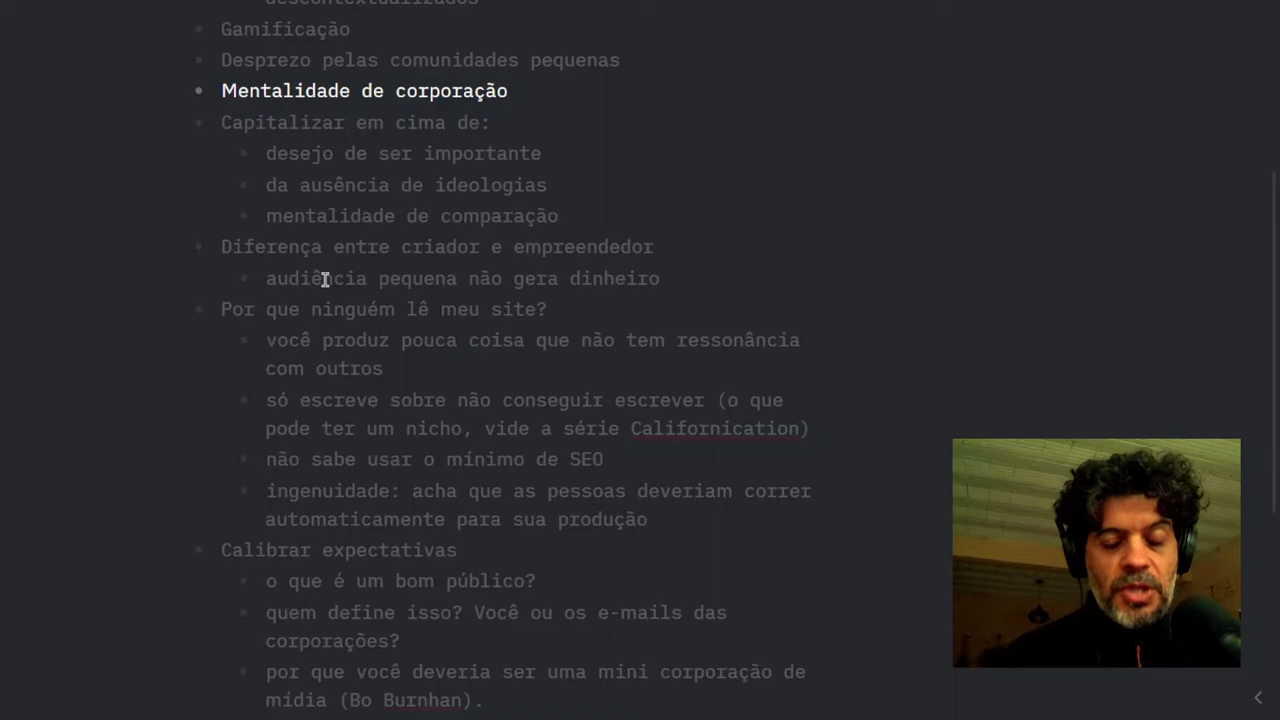 descontextualizados
Gamificação
Desprezo pelas comunidades pequenas
Mentalidade de corporação
Capitalizar em cima de:
desejo de ser importante
da ausência de ideologias
mentalidade de comparação
Diferença entre criador e empreendedor
audiência pequena não gera dinheiro
Por que ninguém lê meu site?
você produz pouca coisa que não tem ressonância
com outros
só escreve sobre não conseguir escrever (o que
pode ter um nicho, vide a série Californication)
não sabe usar o mínimo de SEO
ingenuidade: acha que as pessoas deveriam correr
automaticamente para sua produção
Calibrar expectativas
o que é um bom público?
quem define isso? Você ou os e-mails das
corporações?
por que você deveria ser uma mini corporação de
mídia (Bo Burnhan).